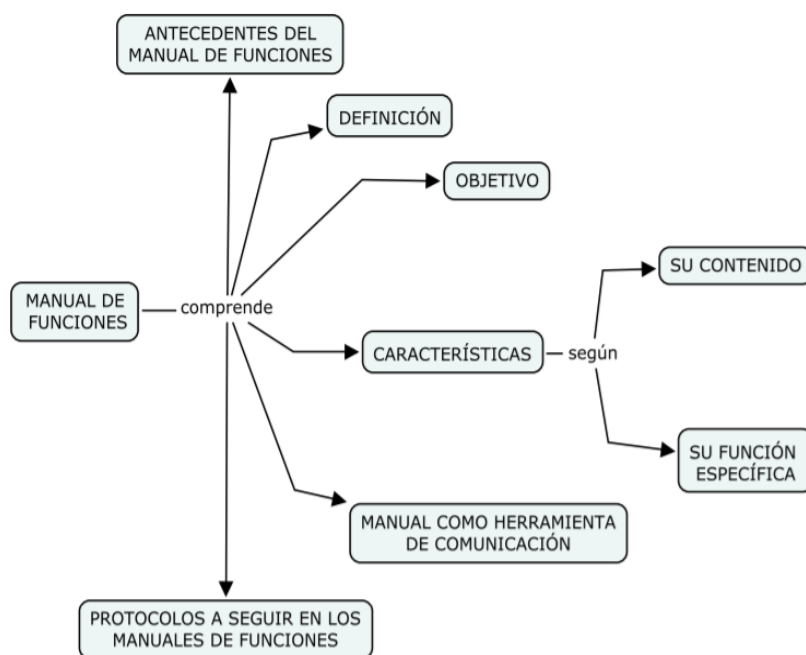 ANTECEDENTES DEL
MANUAL DE FUNCIONES
DEFINICIÓN
OBJETIVO
SU CONTENIDO
MANUAL DE
FUNCIONES
comprende
CARACTERÍSTICAS
según
SU FUNCIÓN
ESPECÍFICA
MANUAL COMO HERRAMIENTA
DE COMUNICACIÓN
PROTOCOLOS A SEGUIR EN LOS
MANUALES DE FUNCIONES